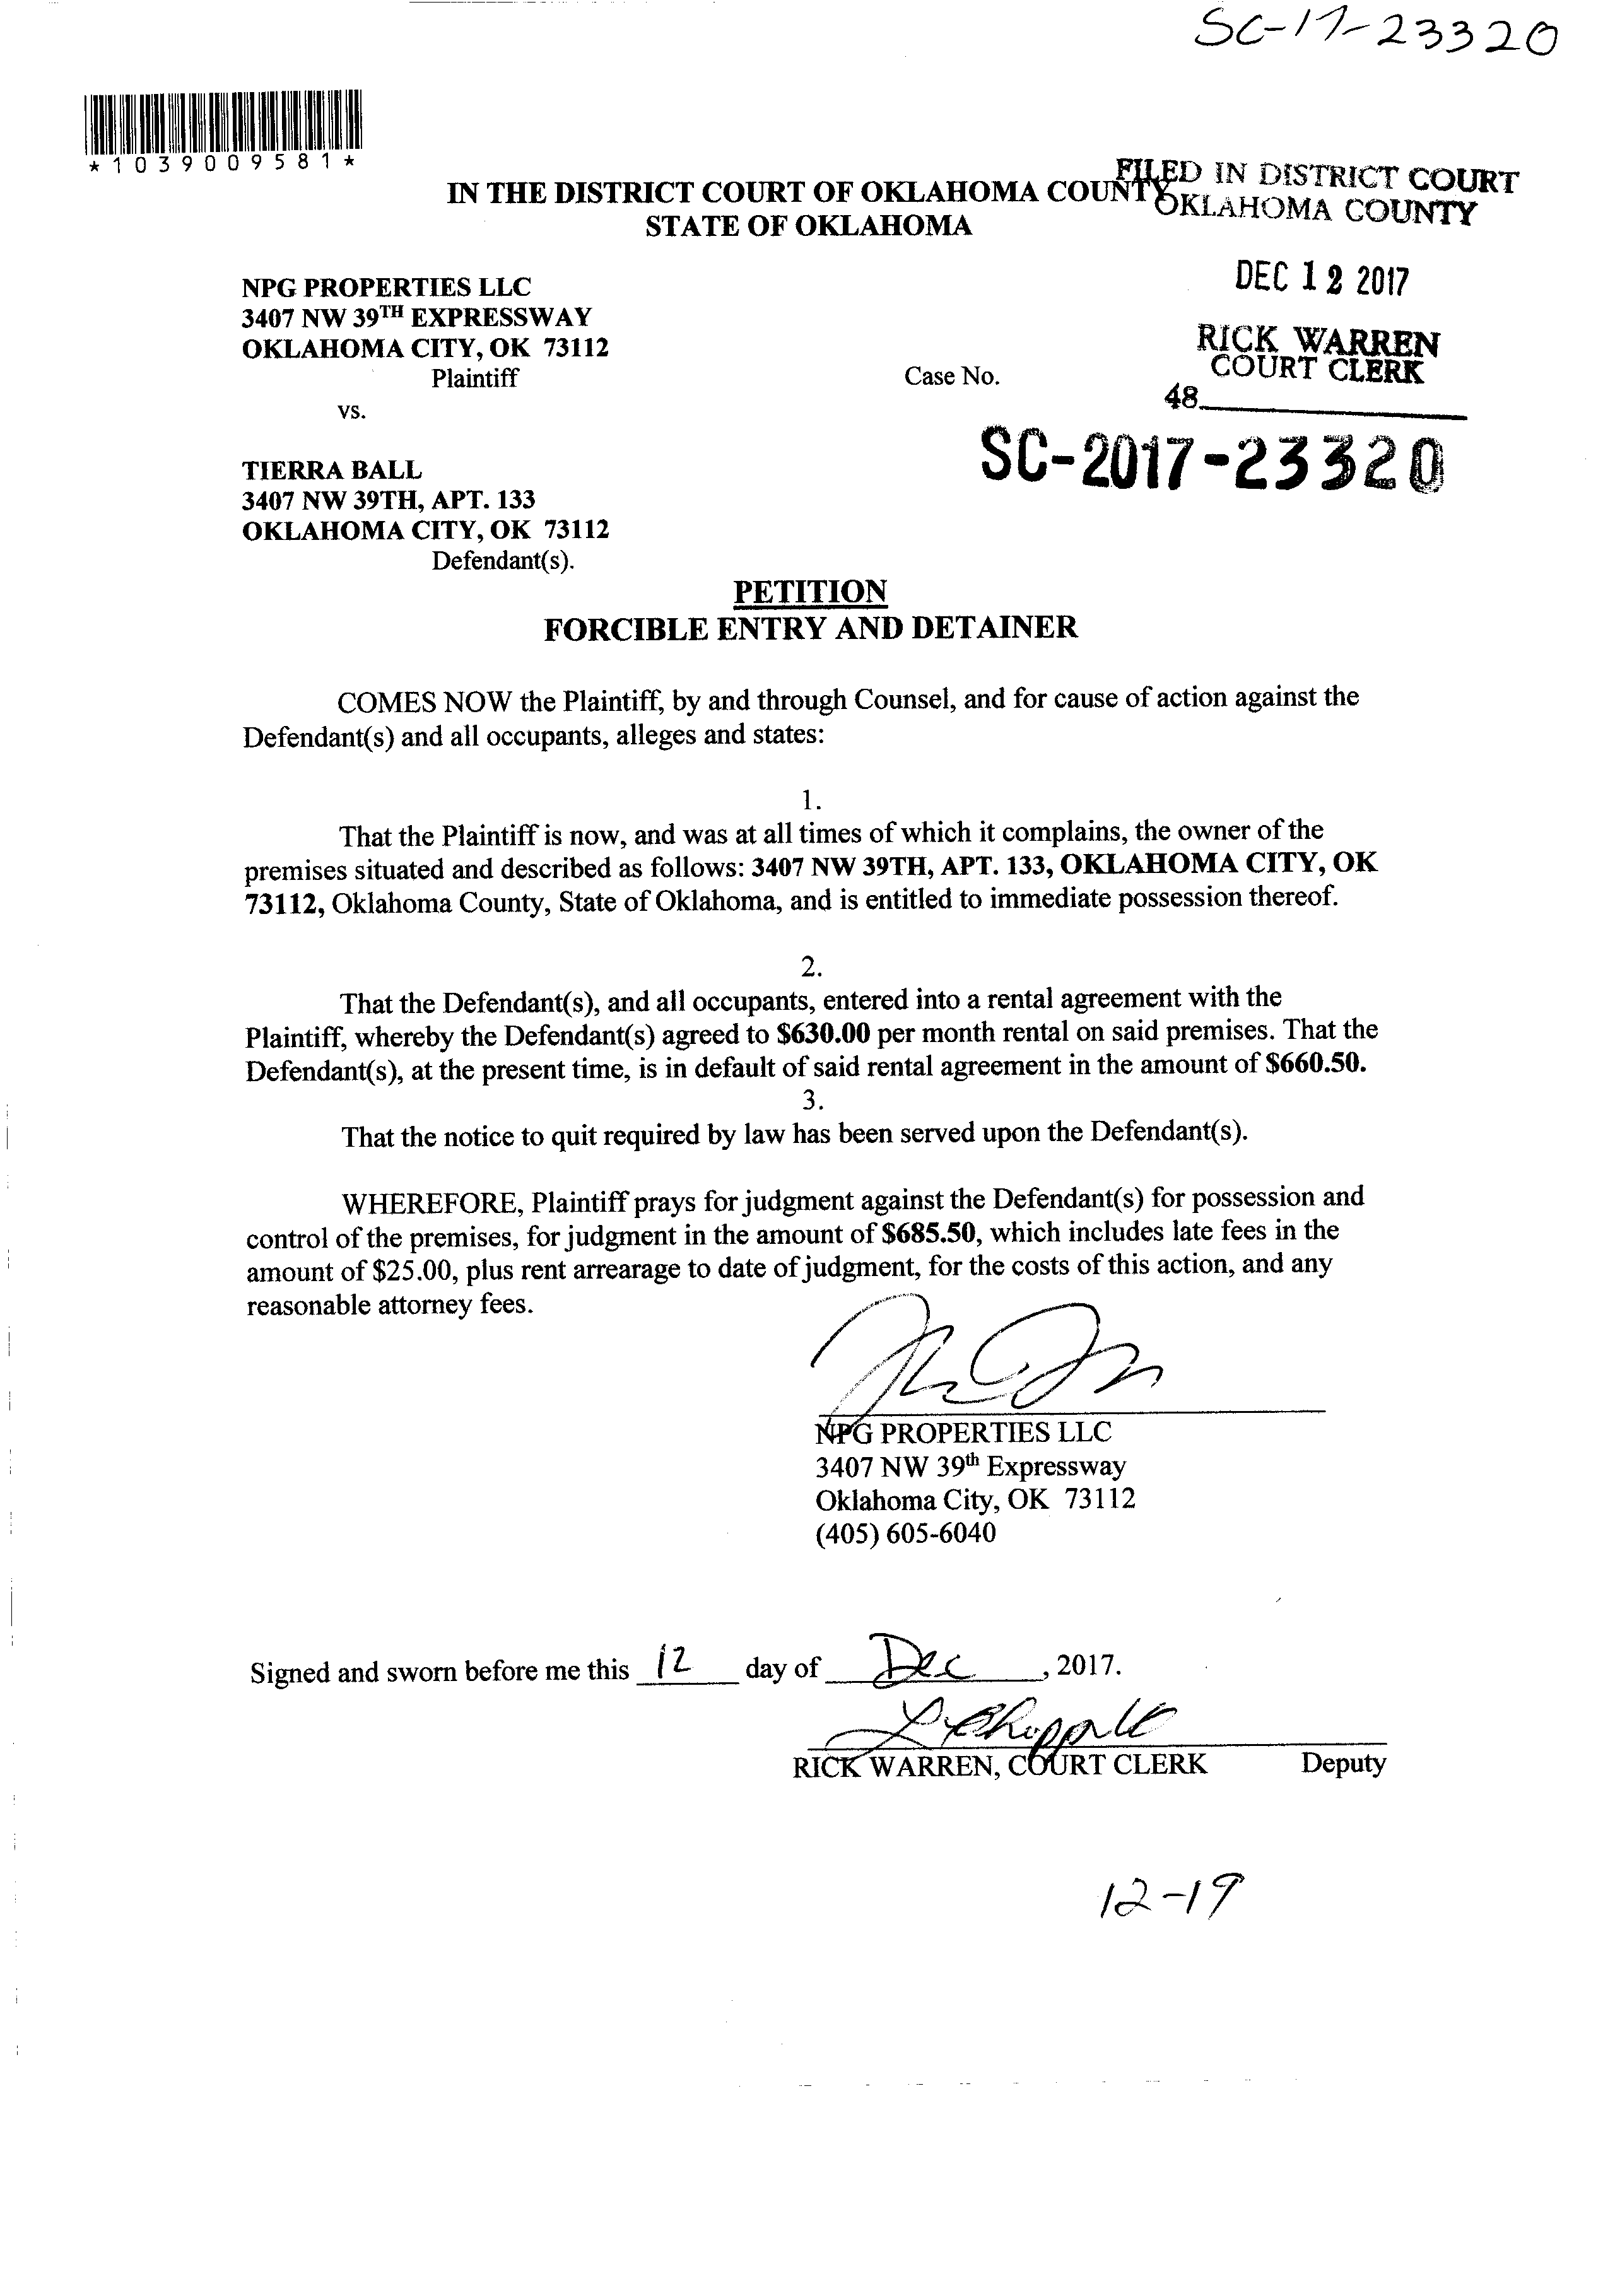 SC-17-23320
*1039009581*
FILED IN DISTRICT COURT
OKLAHOMA COUNTY
IN THE DISTRICT COURT OF OKLAHOMA COUNTY
STATE OF OKLAHOMA
DEC 12 2017
NPG PROPERTIES LLC
3407 NW 39TH EXPRESSWAY
OKLAHOMA CITY, OK 73112
Plaintiff
RICK WARREN
COURT CLERK
Case No.
48
vs.
SC-2017-23320
TIERRA BALL
3407 NW 39TH, APT. 133
OKLAHOMA CITY, OK 73112
Defendant(s).
PETITION
FORCIBLE ENTRY AND DETAINER
COMES NOW the Plaintiff, by and through Counsel, and for cause of action against the
Defendant(s) and all occupants, alleges and states:
1.
That the Plaintiff is now, and was at all times of which it complains, the owner of the
premises situated and described as follows: 3407 NW 39TH, APT. 133, OKLAHOMA CITY, OK
73112, Oklahoma County, State of Oklahoma, and is entitled to immediate possession thereof.
2.
That the Defendant(s), and all occupants, entered into a rental agreement with the
Plaintiff, whereby the Defendant(s) agreed to $630.00 per month rental on said premises. That the
Defendant(s), at the present time, is in default of said rental agreement in the amount of $660.50.
3.
That the notice to quit required by law has been served upon the Defendant(s).
WHEREFORE, Plaintiff prays for judgment against the Defendant(s) for possession and
control of the premises, for judgment in the amount of $685.50, which includes late fees in the
amount of $25.00, plus rent arrearage to date of judgment, for the costs of this action, and any
reasonable attorney fees.
NPG PROPERTIES LLC
3407 NW 39th Expressway
Oklahoma City, OK 73112
(405) 605-6040
Signed and sworn before me this 12 day of Dec, 2017.
RICK WARREN, COURT CLERK Deputy
12-19